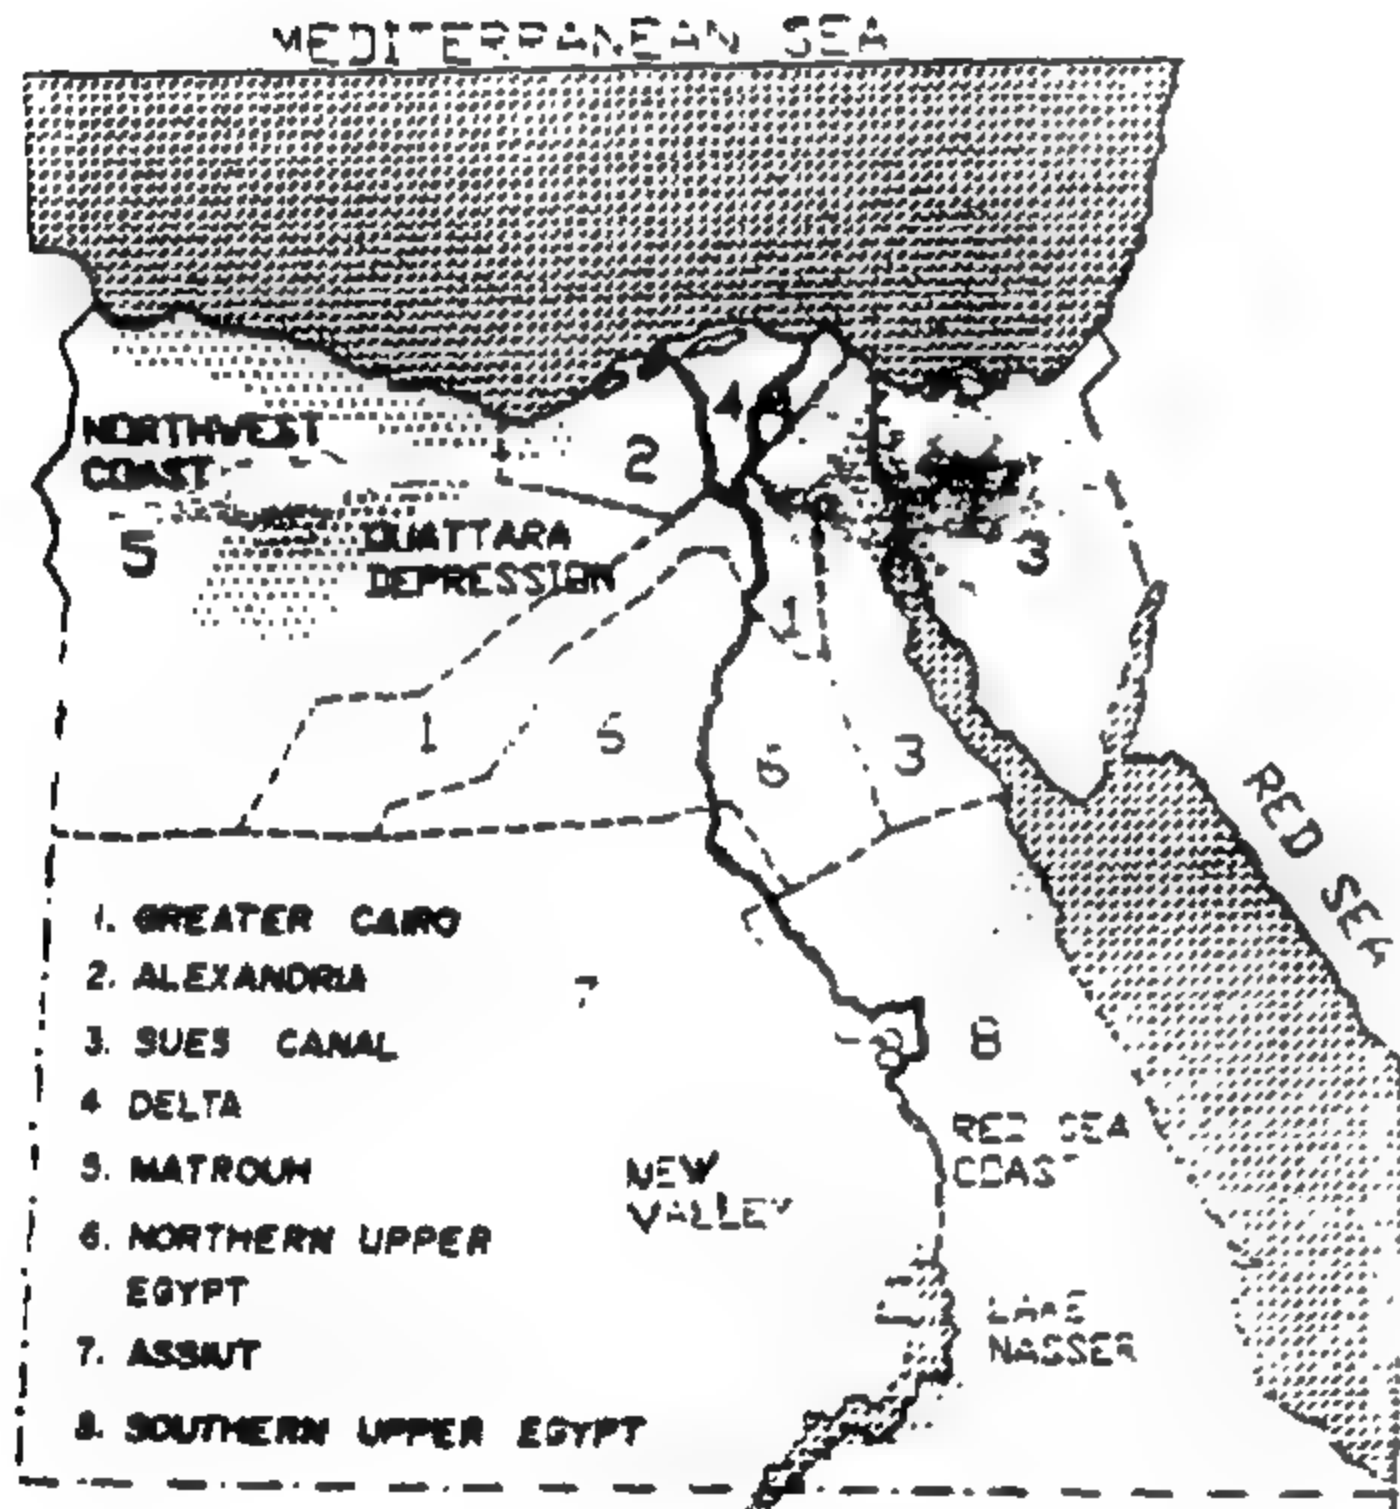 MEDITERRANEAN SEA
NORTHWEST
COAST
2
4
5
QUATTARA
DEPRESSION
3
1
1
6
6
3
RED SEA
1. GREATER CAIRO
2. ALEXANDRIA
3. SUES CANAL
4 DELTA
5. MATROUH
6. NORTHERN UPPER
EGYPT
7. ASSIUT
8. SOUTHERN UPPER EGYPT
7
8
8
RED SEA
COAST
NEW
VALLEY
LAKE
NASSER